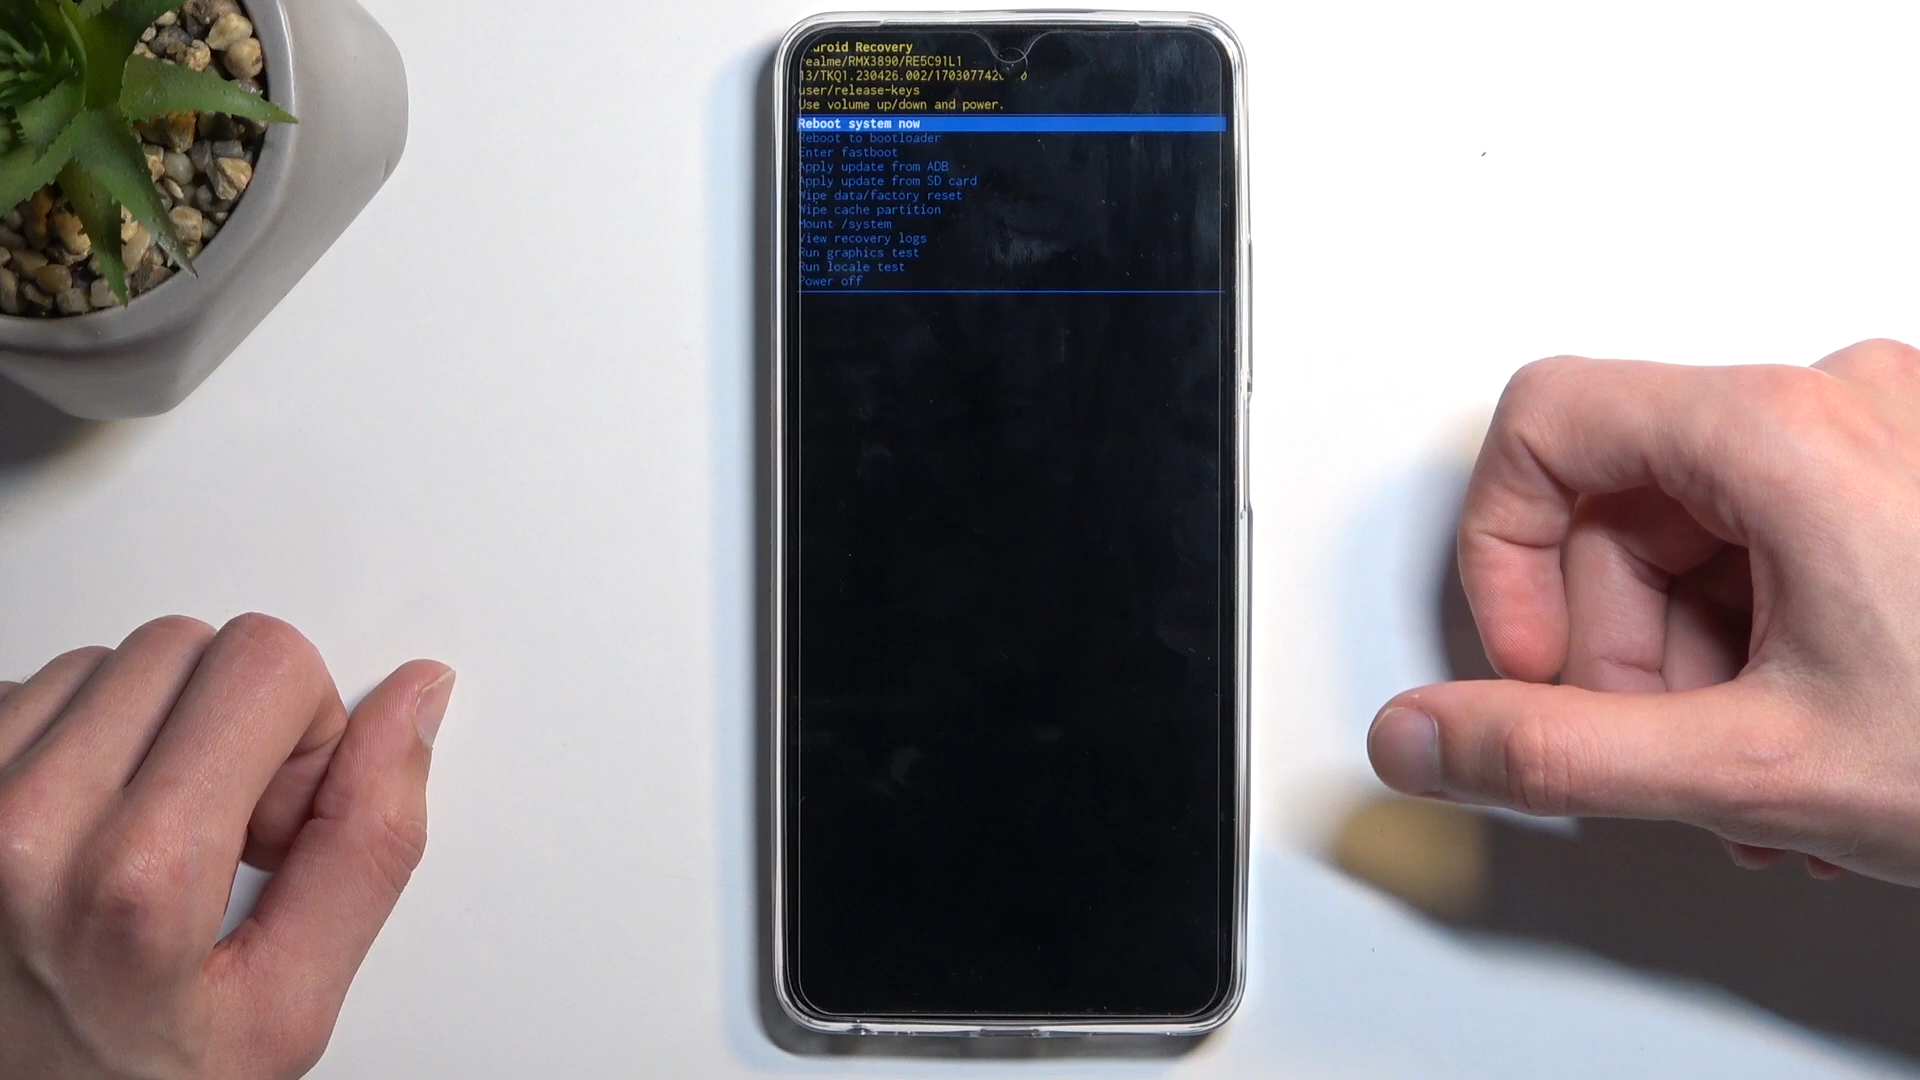 Android Recovery
realme/RMX3890/RE5C91L1
13/TKQ1.230426.002/170307742
user/release-keys
Use volume up/down and power.
Reboot system now
Reboot to bootloader
Enter fastboot
Apply update from ADB
Apply update from SD card
Wipe data/factory reset
Wipe cache partition
Mount /system
View recovery logs
Run graphics test
Run locale test
Power off